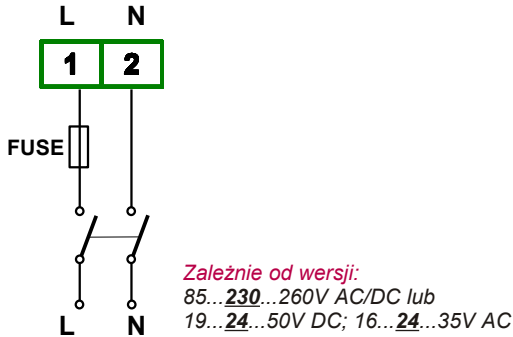 L N
1 2
FUSE
Zależnie od wersji:
85...230...260V AC/DC lub
19...24...50V DC; 16...24...35V AC
L N